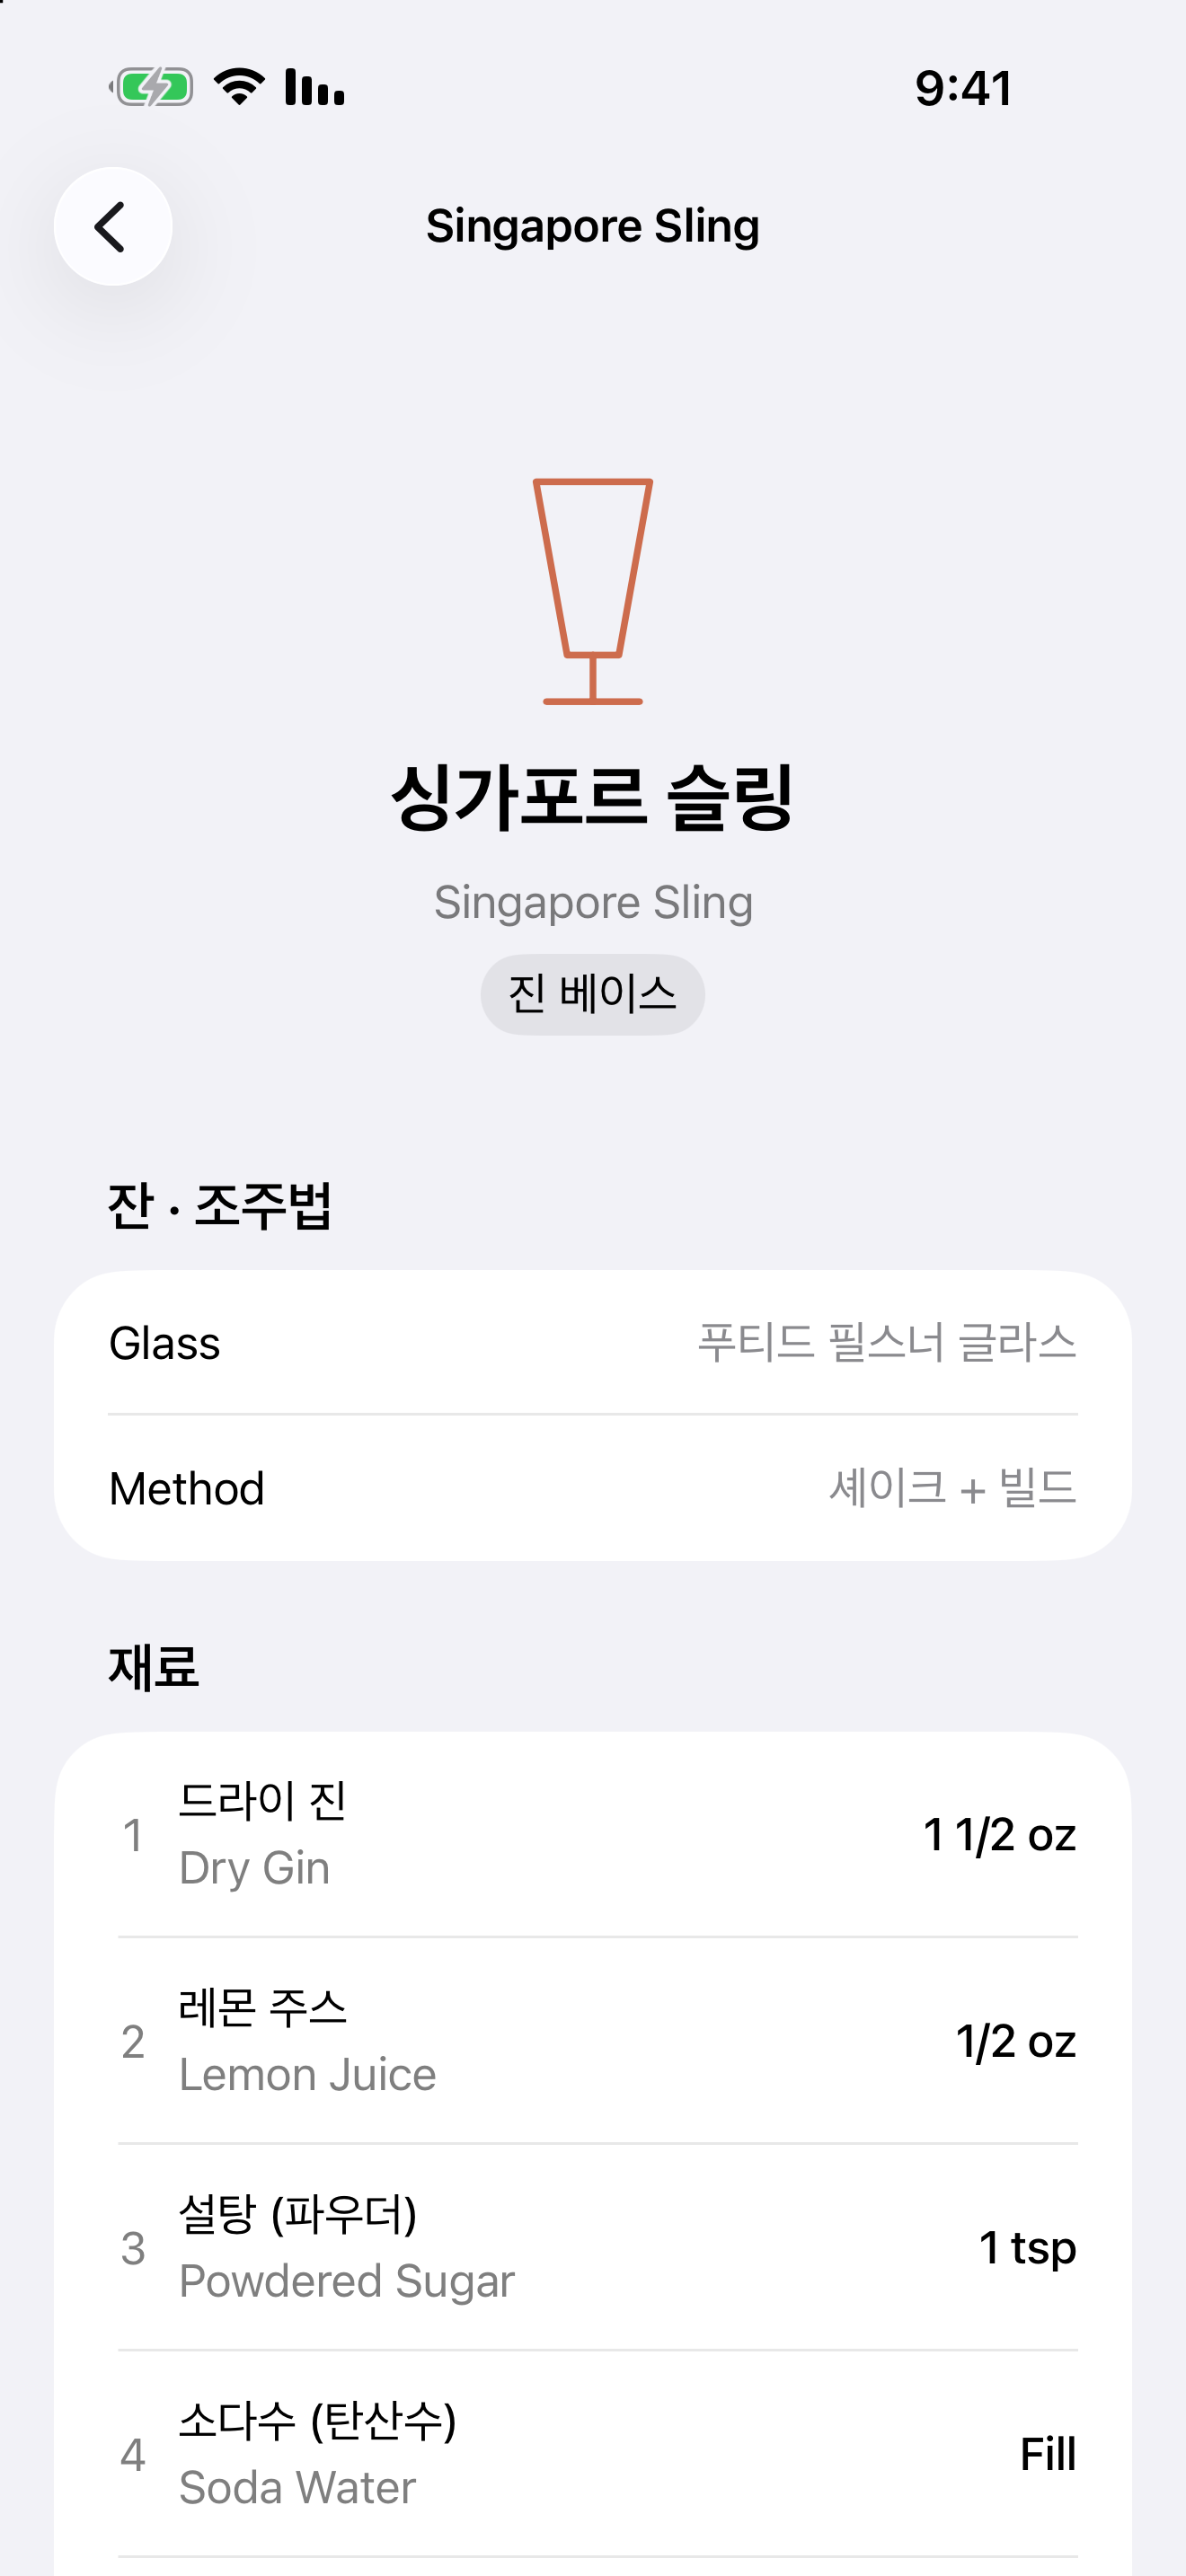 9:41
Singapore Sling
싱가포르 슬링
Singapore Sling
진 베이스
잔 · 조주법
Glass 푸티드 필스너 글라스
Method 셰이크 + 빌드
재료
1 드라이 진 1 1/2 oz
Dry Gin
2 레몬 주스 1/2 oz
Lemon Juice
3 설탕 (파우더) 1 tsp
Powdered Sugar
4 소다수 (탄산수) Fill
Soda Water